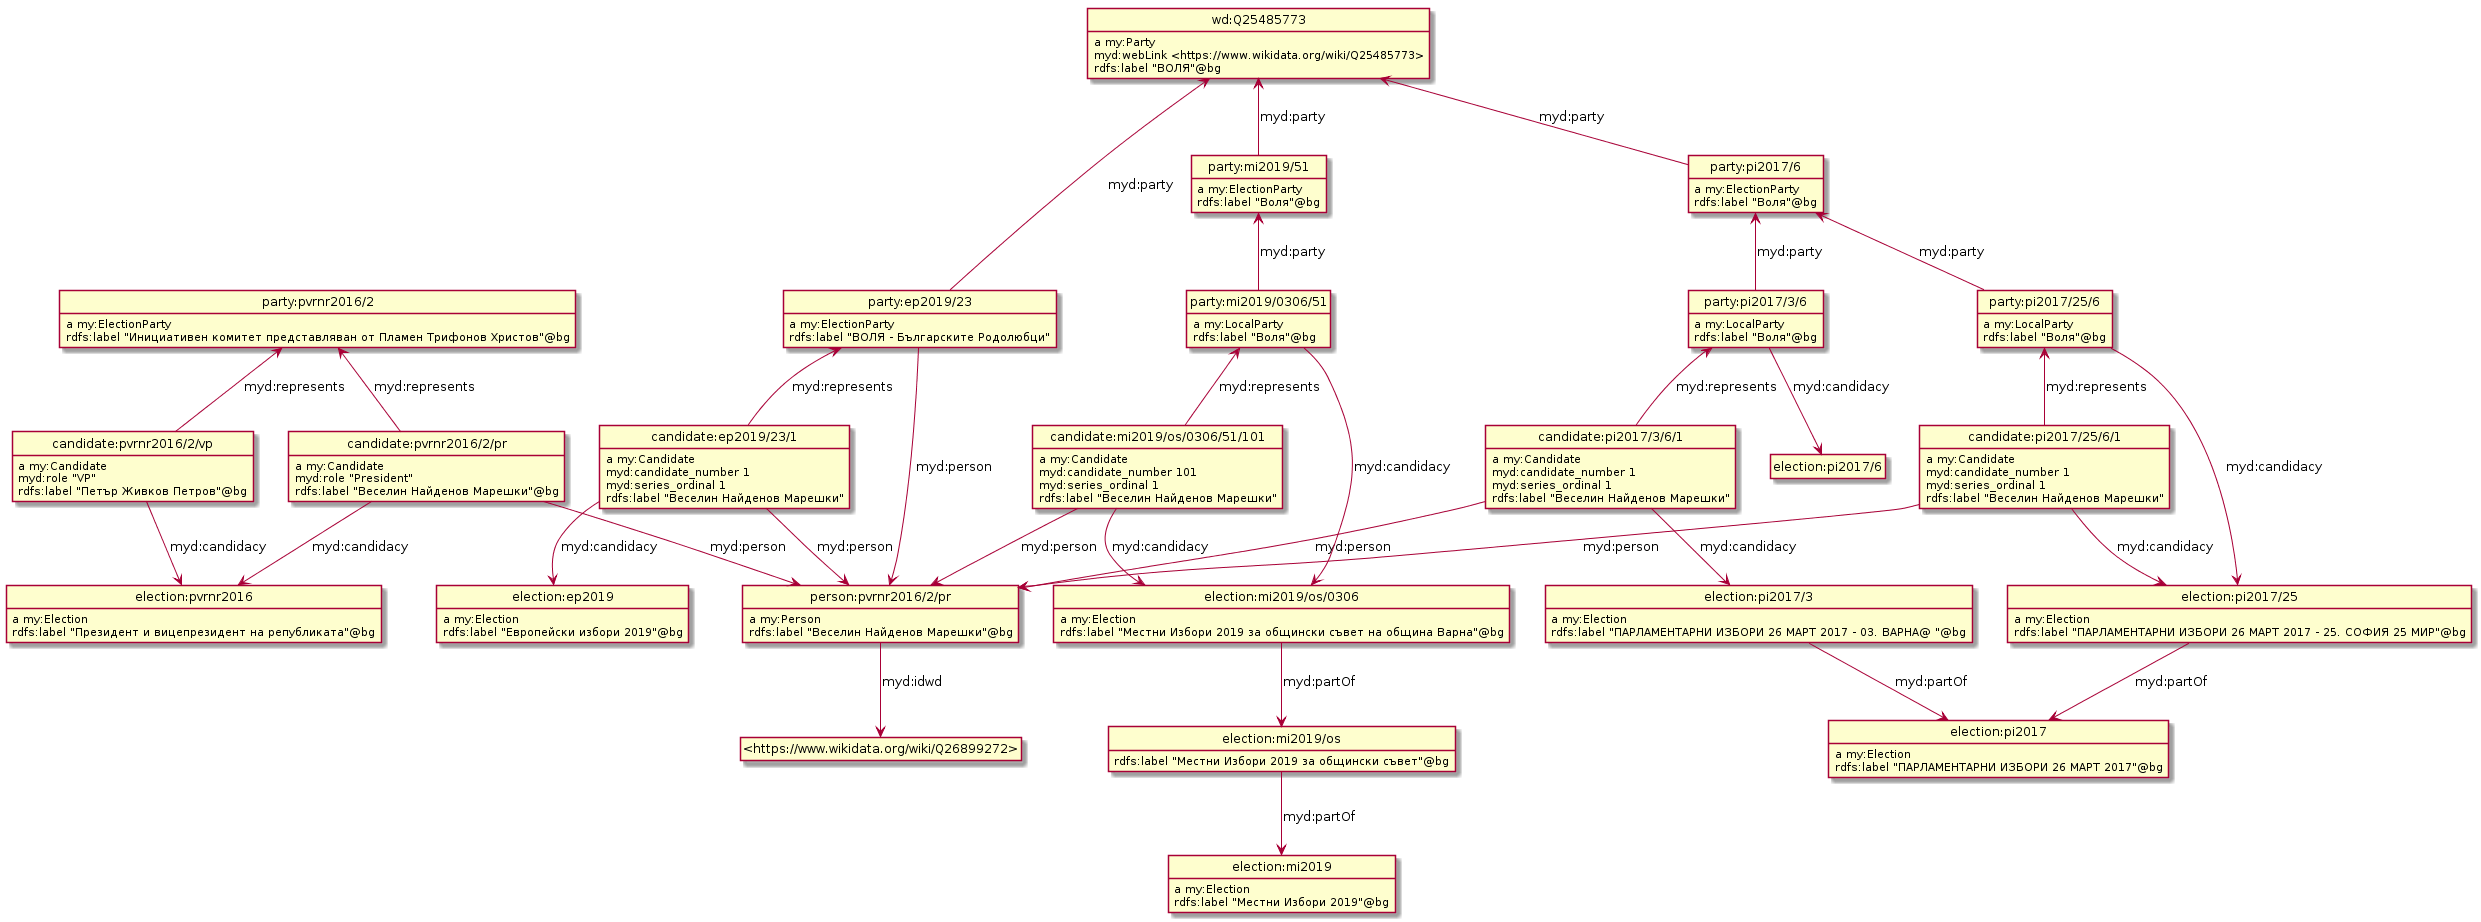 wd:Q25485773
a my:Party
myd:webLink <https://www.wikidata.org/wiki/Q25485773>
rdfs:label "ВОЛЯ"@bg
myd:party
myd:party
myd:party
party:mi2019/51
a my:ElectionParty
rdfs:label "Воля"@bg
party:pi2017/6
a my:ElectionParty
rdfs:label "Воля"@bg
myd:party
myd:party
myd:party
party:pvrnr2016/2
a my:ElectionParty
rdfs:label "Инициативен комитет представляван от Пламен Трифонов Христов"@bg
party:ep2019/23
a my:ElectionParty
rdfs:label "ВОЛЯ - Българските Родолюбци"
party:mi2019/0306/51
a my:LocalParty
rdfs:label "Воля"@bg
party:pi2017/3/6
a my:LocalParty
rdfs:label "Воля"@bg
party:pi2017/25/6
a my:LocalParty
rdfs:label "Воля"@bg
myd:represents
myd:represents
myd:represents
myd:represents
myd:represents
myd:candidacy
myd:represents
candidate:pvrnr2016/2/vp
a my:Candidate
myd:role "VP"
rdfs:label "Петър Живков Петров"@bg
candidate:pvrnr2016/2/pr
a my:Candidate
myd:role "President"
rdfs:label "Веселин Найденов Марешки"@bg
candidate:ep2019/23/1
a my:Candidate
myd:candidate_number 1
myd:series_ordinal 1
rdfs:label "Веселин Найденов Марешки"
myd:person
candidate:mi2019/os/0306/51/101
a my:Candidate
myd:candidate_number 101
myd:series_ordinal 1
rdfs:label "Веселин Найденов Марешки"
myd:candidacy
candidate:pi2017/3/6/1
a my:Candidate
myd:candidate_number 1
myd:series_ordinal 1
rdfs:label "Веселин Найденов Марешки"
election:pi2017/6
candidate:pi2017/25/6/1
a my:Candidate
myd:candidate_number 1
myd:series_ordinal 1
rdfs:label "Веселин Найденов Марешки"
myd:candidacy
myd:candidacy
myd:candidacy
myd:candidacy
myd:person
myd:person
myd:person
myd:candidacy
myd:person
myd:person
myd:candidacy
myd:candidacy
election:pvrnr2016
a my:Election
rdfs:label "Президент и вицепрезидент на републиката"@bg
election:ep2019
a my:Election
rdfs:label "Европейски избори 2019"@bg
person:pvrnr2016/2/pr
a my:Person
rdfs:label "Веселин Найденов Марешки"@bg
election:mi2019/os/0306
a my:Election
rdfs:label "Местни Избори 2019 за общински съвет на община Варна"@bg
election:pi2017/3
a my:Election
rdfs:label "ПАРЛАМЕНТАРНИ ИЗБОРИ 26 МАРТ 2017 - 03. ВАРНА@ "@bg
election:pi2017/25
a my:Election
rdfs:label "ПАРЛАМЕНТАРНИ ИЗБОРИ 26 МАРТ 2017 - 25. СОФИЯ 25 МИР"@bg
myd:idwd
myd:partOf
myd:partOf
myd:partOf
<https://www.wikidata.org/wiki/Q26899272>
election:mi2019/os
rdfs:label "Местни Избори 2019 за общински съвет"@bg
election:pi2017
a my:Election
rdfs:label "ПАРЛАМЕНТАРНИ ИЗБОРИ 26 МАРТ 2017"@bg
myd:partOf
election:mi2019
a my:Election
rdfs:label "Местни Избори 2019"@bg